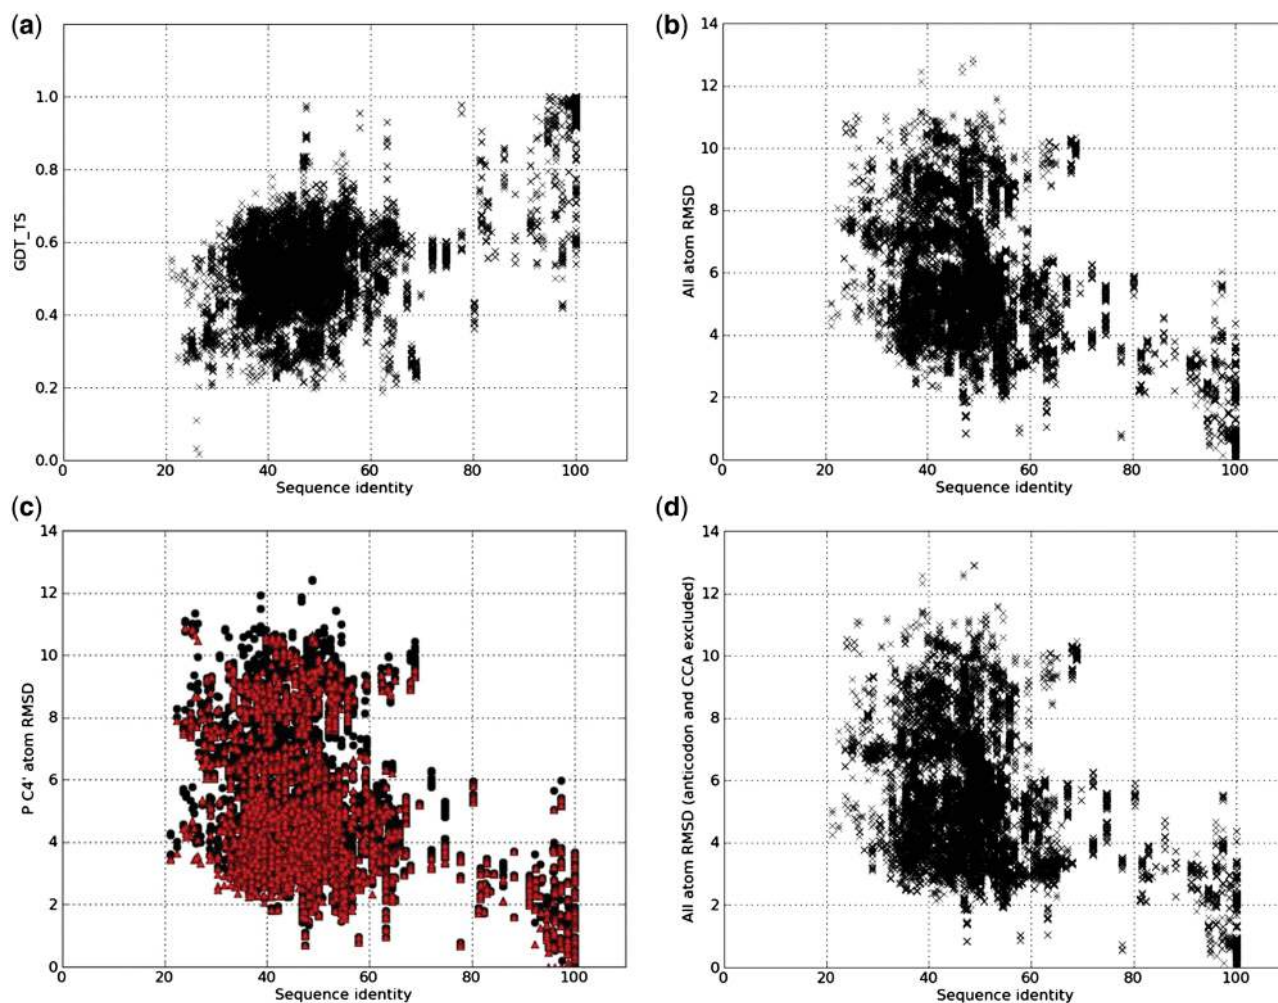 (a)
GDT_TS
1.0
0.8
0.6
0.4
0.2
0.0
0 20 40 60 80 100
Sequence identity
(b)
All atom RMSD
14
12
10
8
6
4
2
0
0 20 40 60 80 100
Sequence identity
(c)
P C4' atom RMSD
14
12
10
8
6
4
2
0
0 20 40 60 80 100
Sequence identity
(d)
All atom RMSD (anticodon and CCA excluded)
14
12
10
8
6
4
2
0
0 20 40 60 80 100
Sequence identity